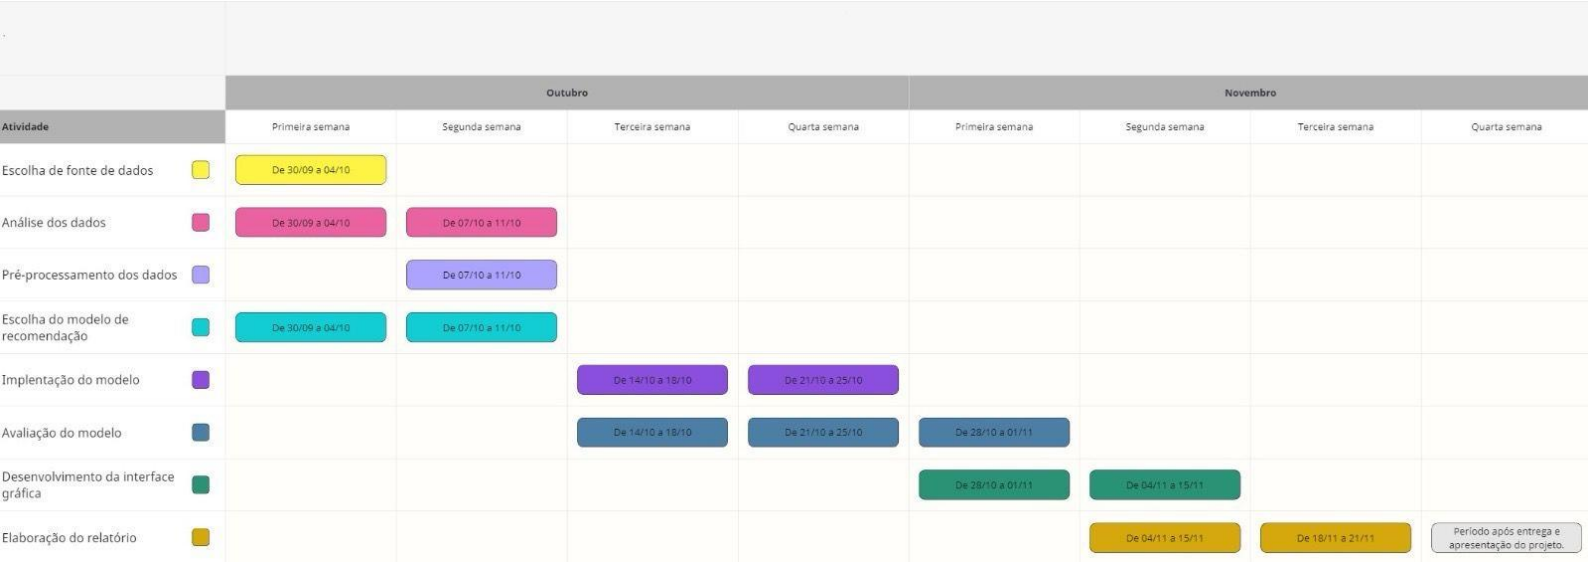 Outubro
Novembro
Atividade
Primeira semana
Segunda semana
Terceira semana
Quarta semana
Primeira semana
Segunda semana
Terceira semana
Quarta semana
Escolha de fonte de dados
De 30/09 a 04/10
Análise dos dados
De 30/09 a 04/10
De 07/10 a 11/10
Pré-processamento dos dados
De 07/10 a 11/10
Escolha do modelo de
recomendação
De 30/09 a 04/10
De 07/10 a 11/10
Implentação do modelo
De 14/10 a 18/10
De 21/10 a 25/10
Avaliação do modelo
De 14/10 a 18/10
De 21/10 a 25/10
De 28/10 a 01/11
Desenvolvimento da interface
gráfica
De 28/10 a 01/11
De 04/11 a 15/11
Elaboração do relatório
De 04/11 a 15/11
De 18/11 a 21/11
Período após entrega e
apresentação do projeto.